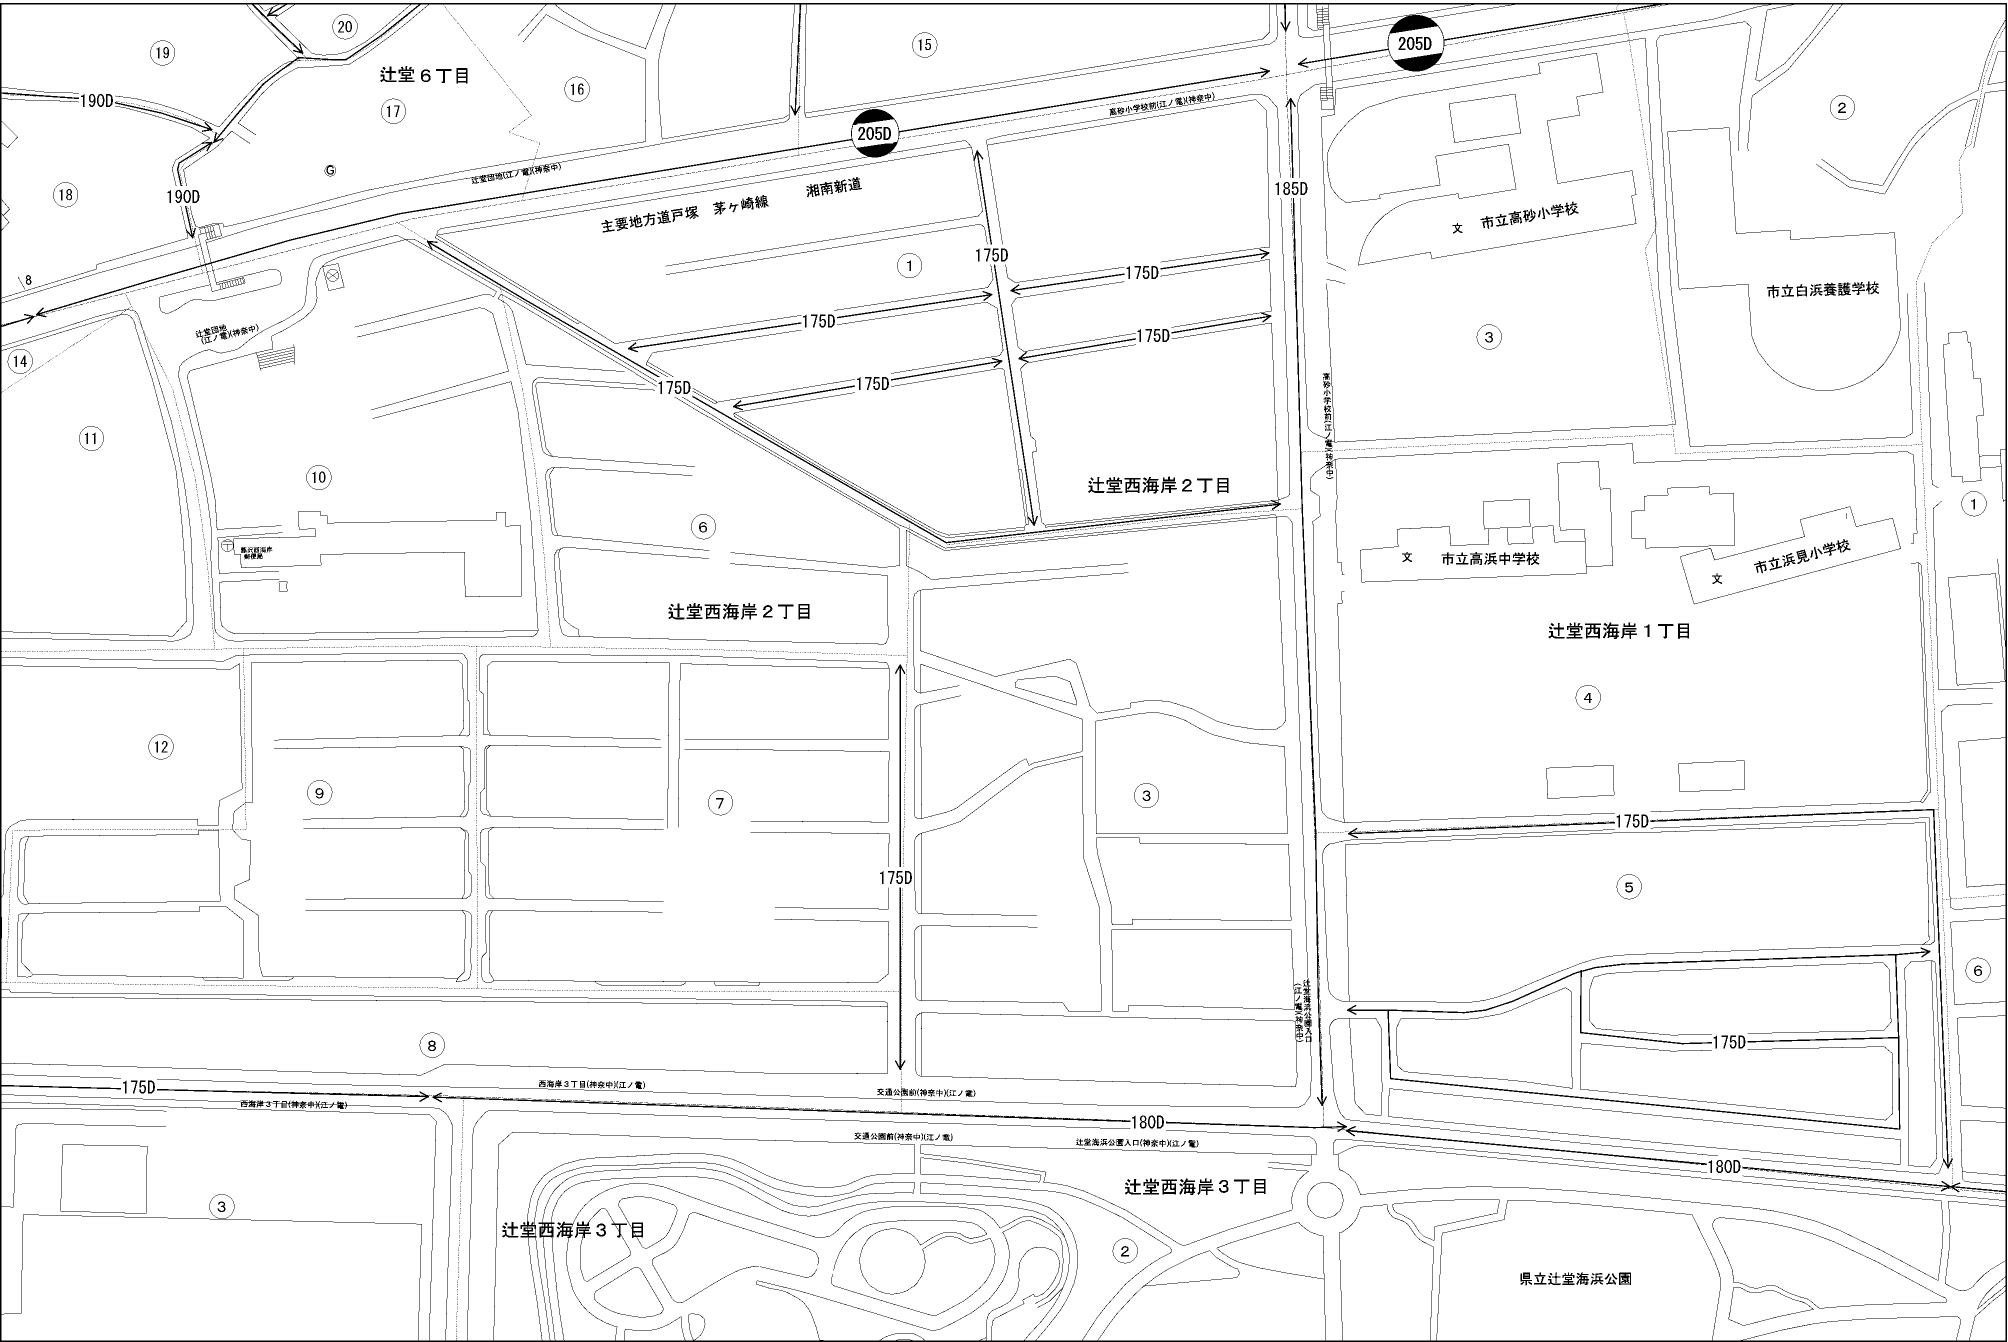 20
19
15
205D
辻堂６丁目
16
190D
17
2
高砂小学校前(江ノ電)(神奈中)
205D
G
辻堂団地(江ノ電)(神奈中)
18
190D
185D
主要地方道戸塚　茅ヶ崎線　湘南新道
文　市立高砂小学校
175D
1
175D
8
市立白浜養護学校
辻堂団地
(江ノ電)(神奈中)
175D
175D
3
14
175D
175D
高砂小学校前(江ノ電)(神奈中)
11
10
辻堂西海岸２丁目
1
6
藤沢西海岸
郵便局
文　市立高浜中学校
文　市立浜見小学校
辻堂西海岸２丁目
辻堂西海岸１丁目
4
12
9
7
3
175D
175D
5
6
辻堂海浜公園入口
(江ノ電)(神奈中)
8
175D
175D
西海岸３丁目(神奈中)(江ノ電)
交通公園前(神奈中)(江ノ電)
西海岸３丁目(神奈中)(江ノ電)
180D
交通公園前(神奈中)(江ノ電)
辻堂海浜公園入口(神奈中)(江ノ電)
180D
辻堂西海岸３丁目
3
辻堂西海岸３丁目
2
県立辻堂海浜公園